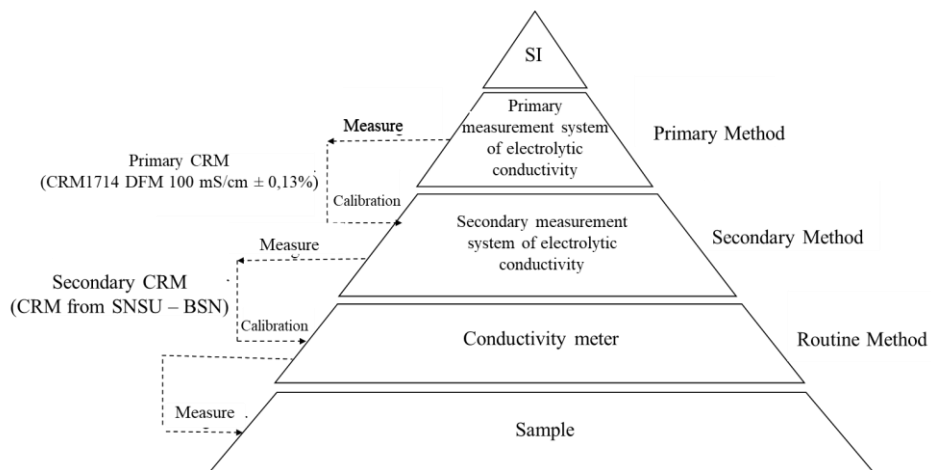 SI
Primary
measurement system
of electrolytic
conductivity
Primary Method
Measure
Primary CRM
(CRM1714 DFM 100 mS/cm ± 0,13%)
Calibration
Secondary measurement
system of electrolytic
conductivity
Secondary Method
Measure
Secondary CRM
(CRM from SNSU – BSN)
Calibration
Conductivity meter
Routine Method
Measure
Sample